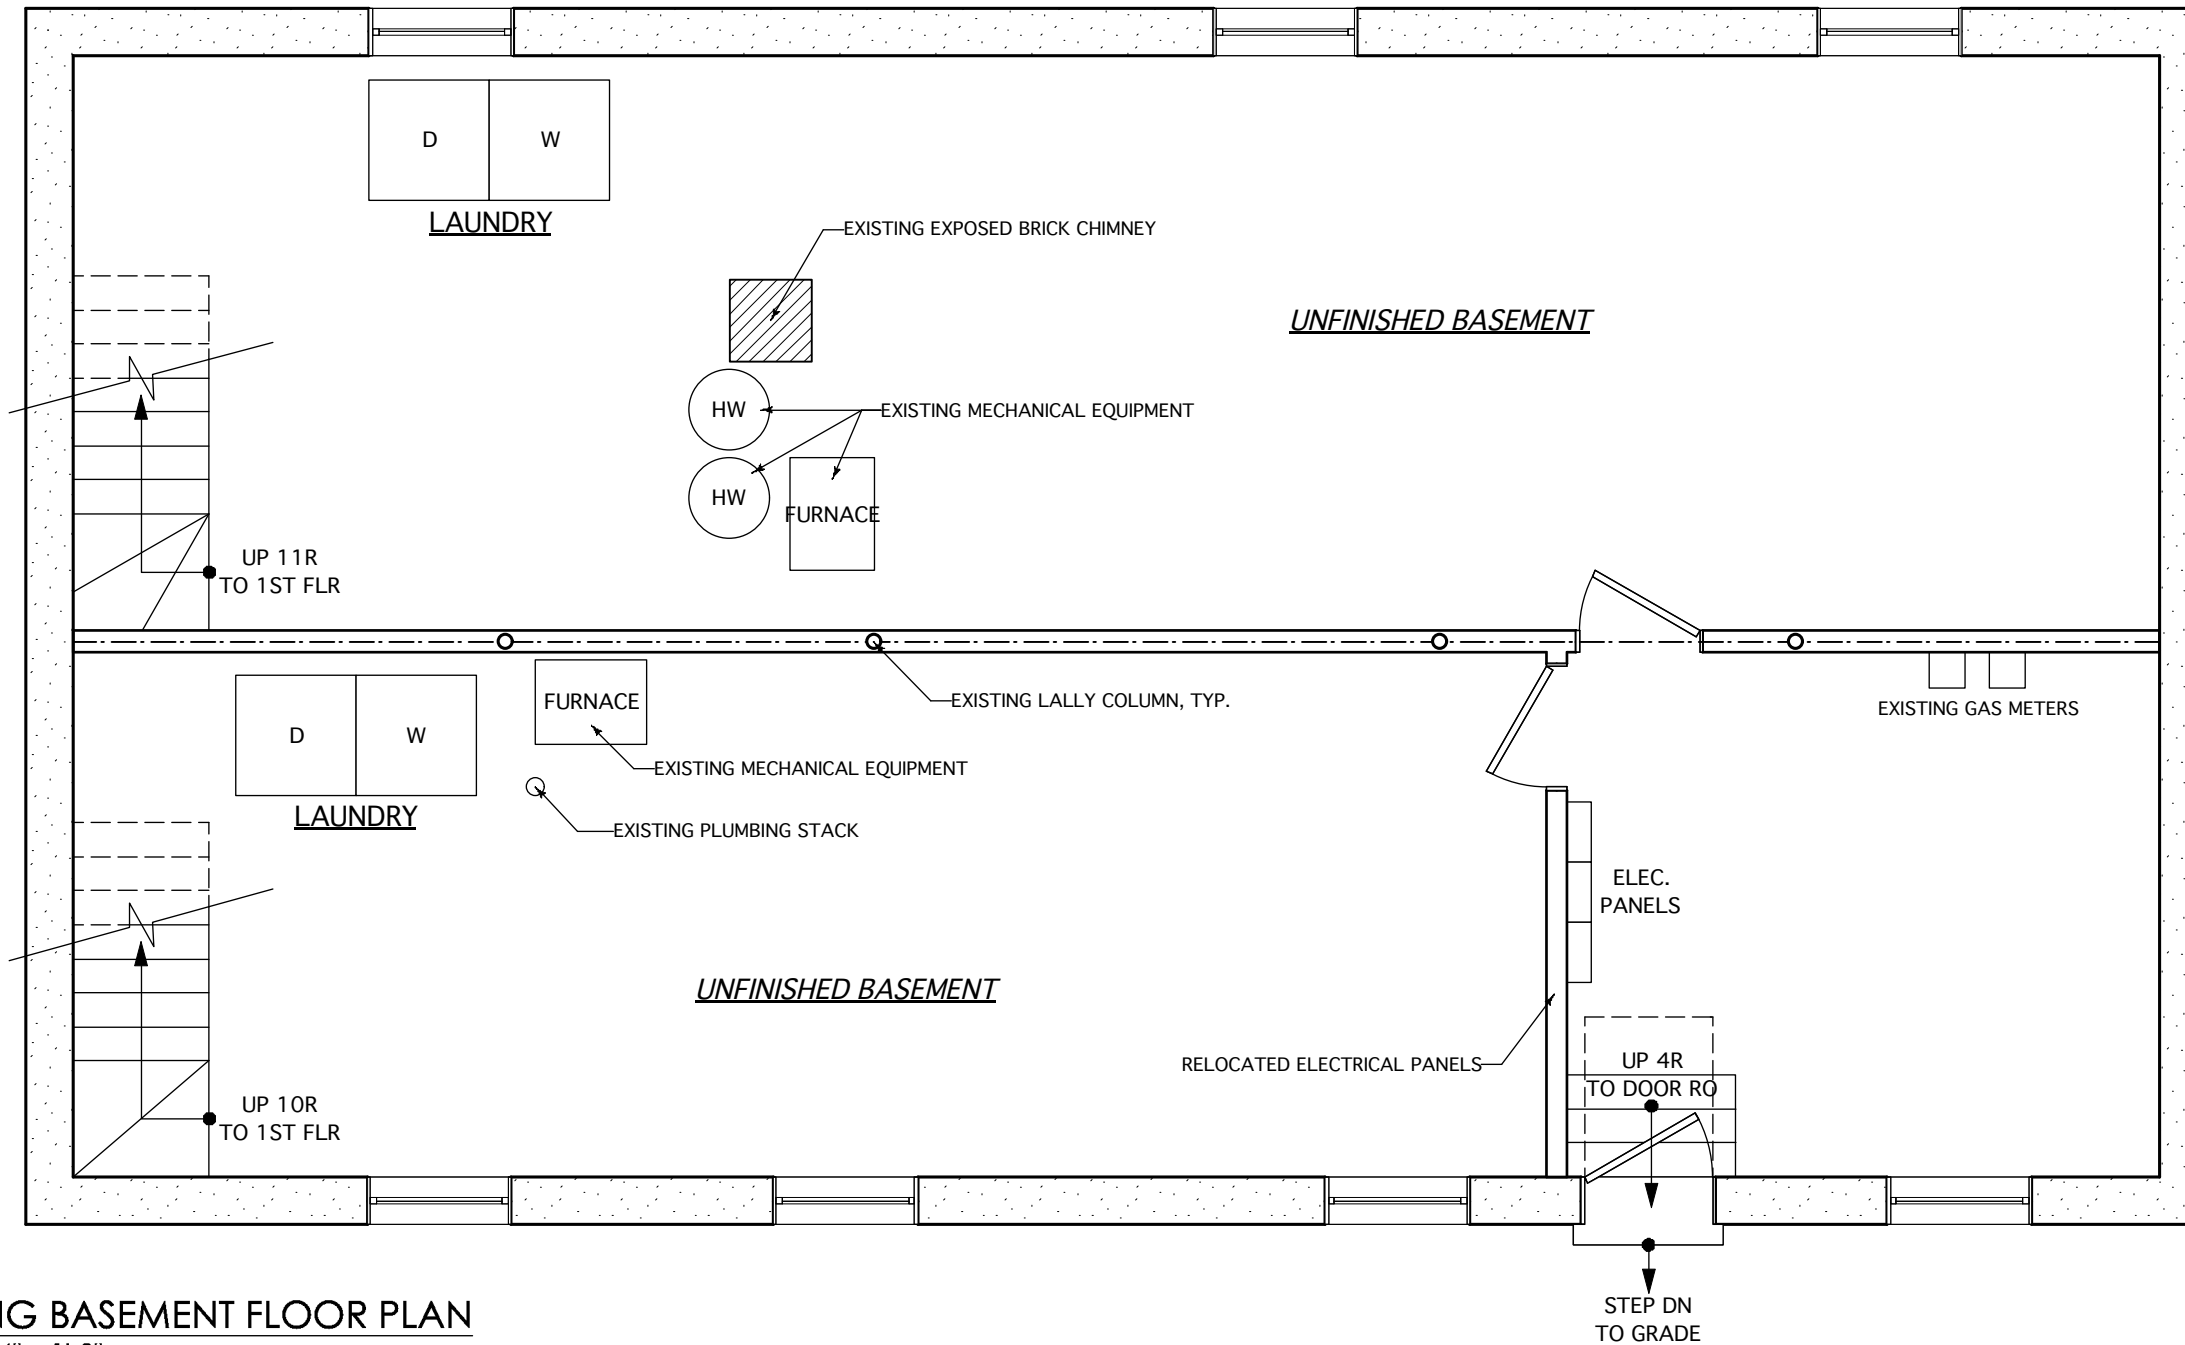 D
W
LAUNDRY
EXISTING EXPOSED BRICK CHIMNEY
UNFINISHED BASEMENT
HW
EXISTING MECHANICAL EQUIPMENT
HW
FURNACE
UP 11R
TO 1ST FLR
FURNACE
EXISTING LALLY COLUMN, TYP.
EXISTING GAS METERS
D
W
EXISTING MECHANICAL EQUIPMENT
LAUNDRY
EXISTING PLUMBING STACK
ELEC.
PANELS
UNFINISHED BASEMENT
RELOCATED ELECTRICAL PANELS
UP 4R
TO DOOR RO
UP 10R
TO 1ST FLR
STEP DN
TO GRADE
NG BASEMENT FLOOR PLAN